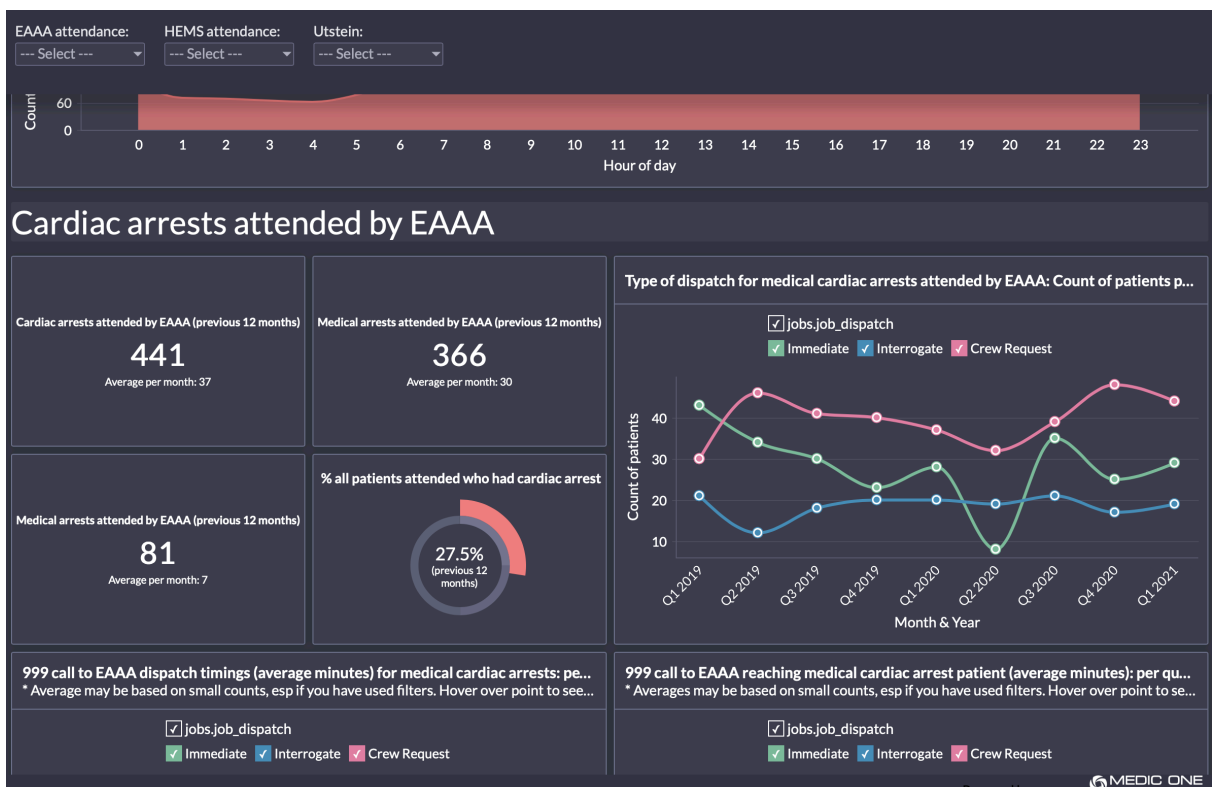 EAAA attendance: HEMS attendance: Utstein:
--- Select --- --- Select --- --- Select ---
Count
60
0
0 1 2 3 4 5 6 7 8 9 10 11 12 13 14 15 16 17 18 19 20 21 22 23
Hour of day
Cardiac arrests attended by EAAA
Cardiac arrests attended by EAAA (previous 12 months)
441
Average per month: 37
Medical arrests attended by EAAA (previous 12 months)
366
Average per month: 30
Type of dispatch for medical cardiac arrests attended by EAAA: Count of patients p...
jobs.job_dispatch
Immediate Interrogate Crew Request
Count of patients
40
30
20
10
Q1 2019 Q2 2019 Q3 2019 Q4 2019 Q1 2020 Q2 2020 Q3 2020 Q4 2020 Q1 2021
Month & Year
Medical arrests attended by EAAA (previous 12 months)
81
Average per month: 7
% all patients attended who had cardiac arrest
27.5%
(previous 12
months)
999 call to EAAA dispatch timings (average minutes) for medical cardiac arrests: pe...
* Average may be based on small counts, esp if you have used filters. Hover over point to see...
jobs.job_dispatch
Immediate Interrogate Crew Request
999 call to EAAA reaching medical cardiac arrest patient (average minutes): per qu...
* Averages may be based on small counts, esp if you have used filters. Hover over point to se...
jobs.job_dispatch
Immediate Interrogate Crew Request
MEDIC ONE